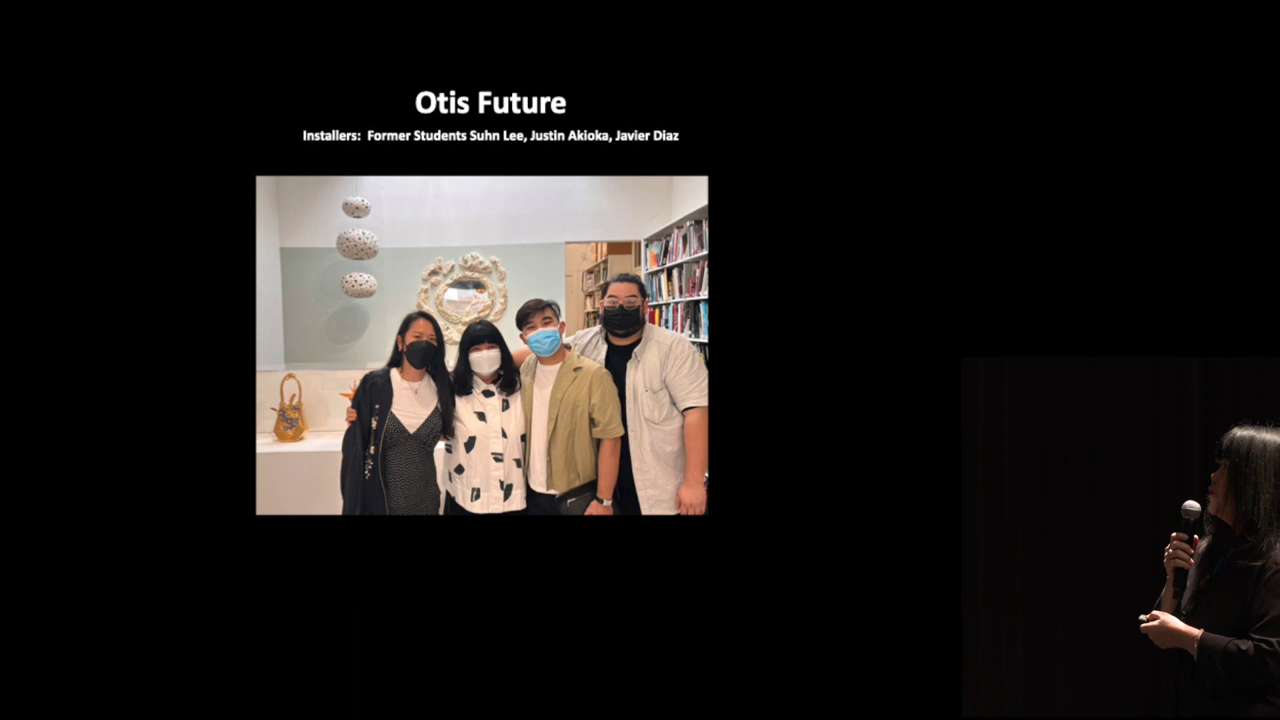 Otis Future
Installers:  Former Students Suhn Lee, Justin Akioka, Javier Diaz